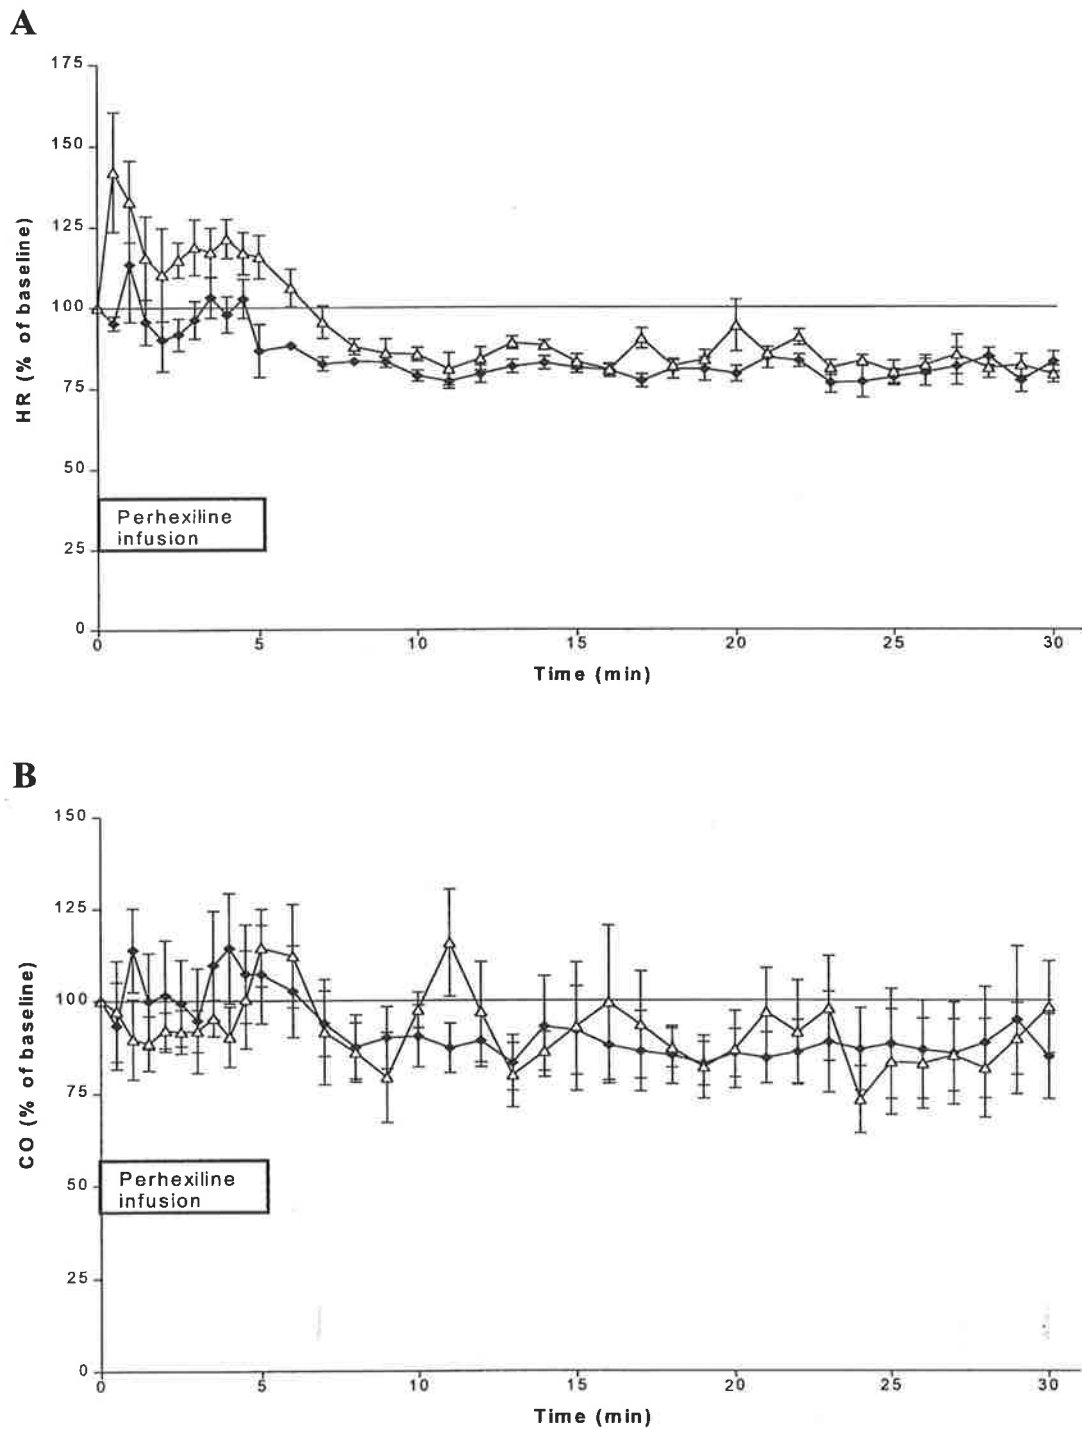 A
175
150
125
100
75
50
25
0
HR (% of baseline)
Perhexiline
infusion
0 5 10 15 20 25 30
Time (min)
B
150
125
100
75
50
25
0
CO (% of baseline)
Perhexiline
infusion
0 5 10 15 20 25 30
Time (min)